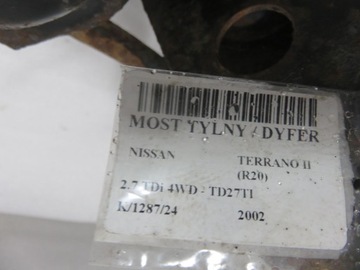 MOST TYLNY / DYFER
NISSAN TERRANO II
(R20)
2.7 TDi 4WD - TD27TI
K/1287/24 2002